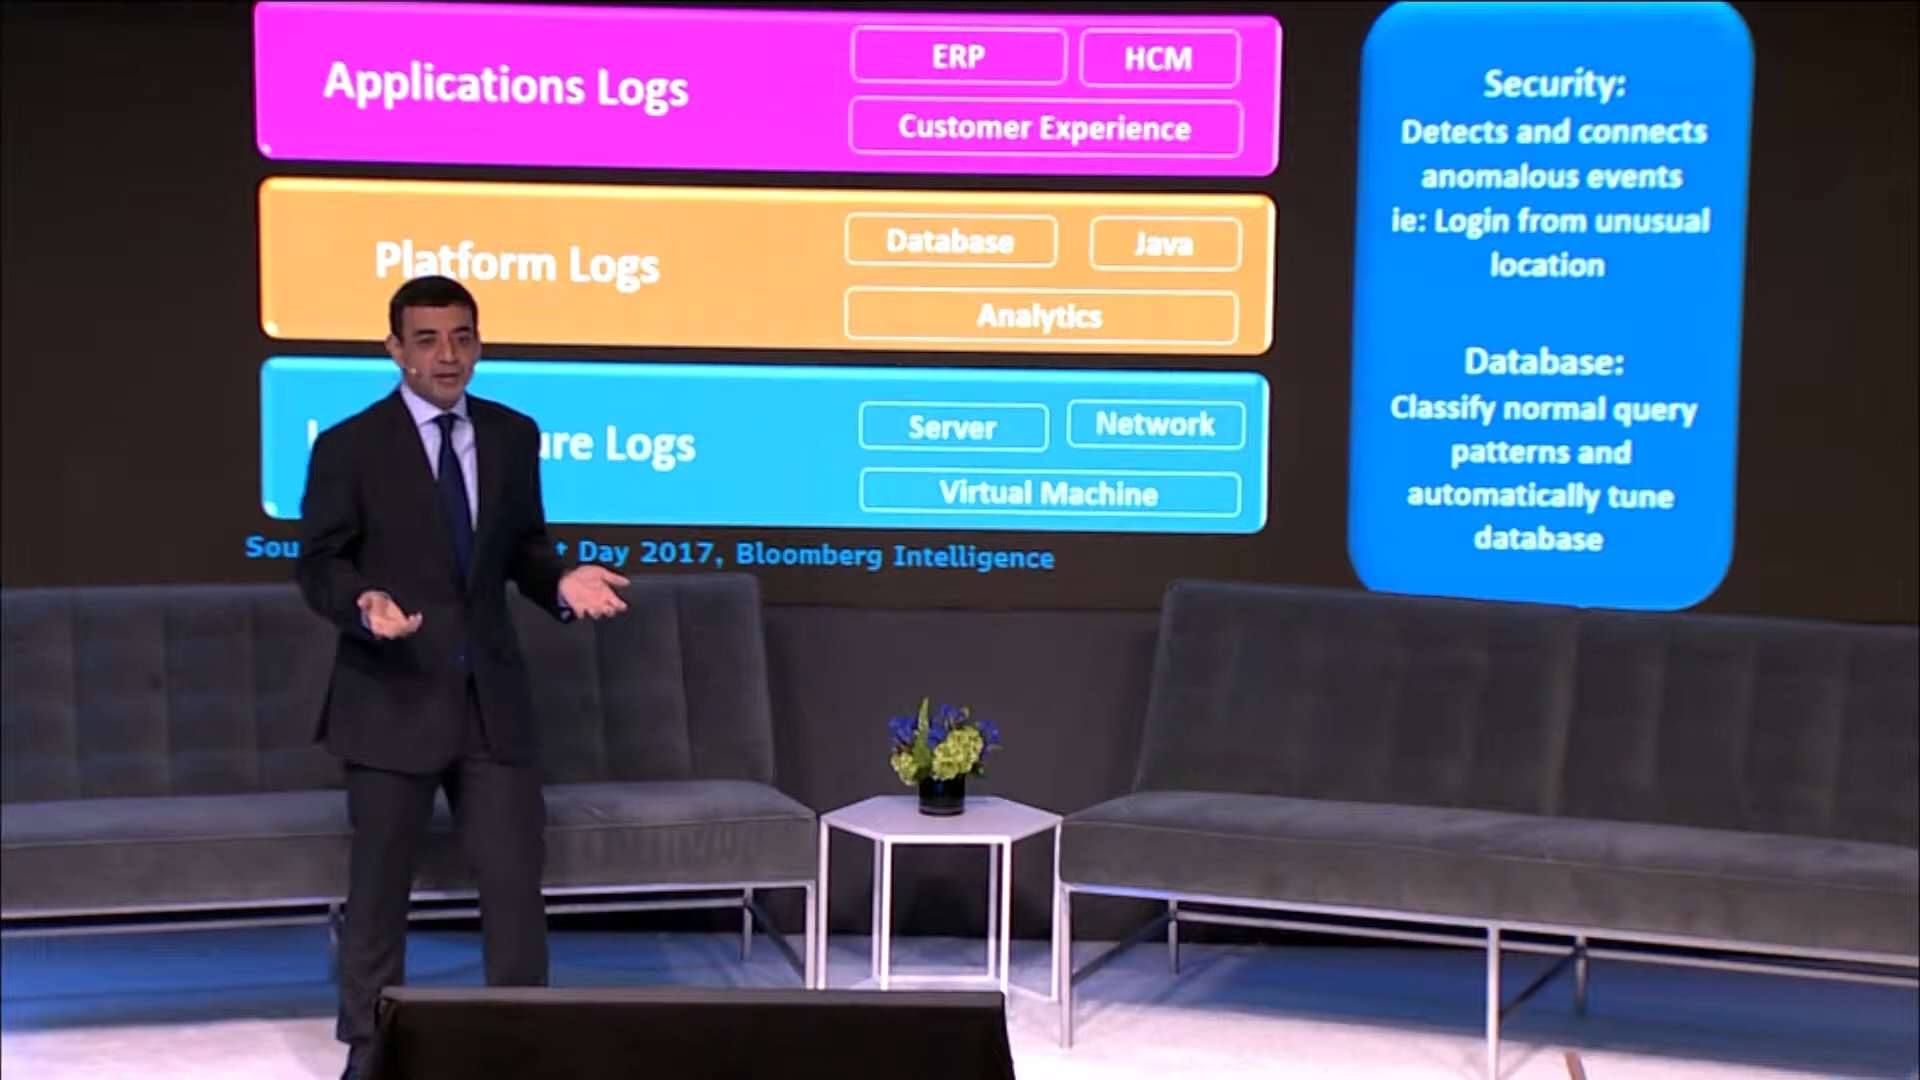 Applications Logs
ERP
HCM
Customer Experience
Platform Logs
Database
Java
Analytics
Logs
Server
Network
Virtual Machine
Day 2017, Bloomberg Intelligence
Security:
Detects and connects
anomalous events
ie: Login from unusual
location
Database:
Classify normal query
patterns and
automatically tune
database